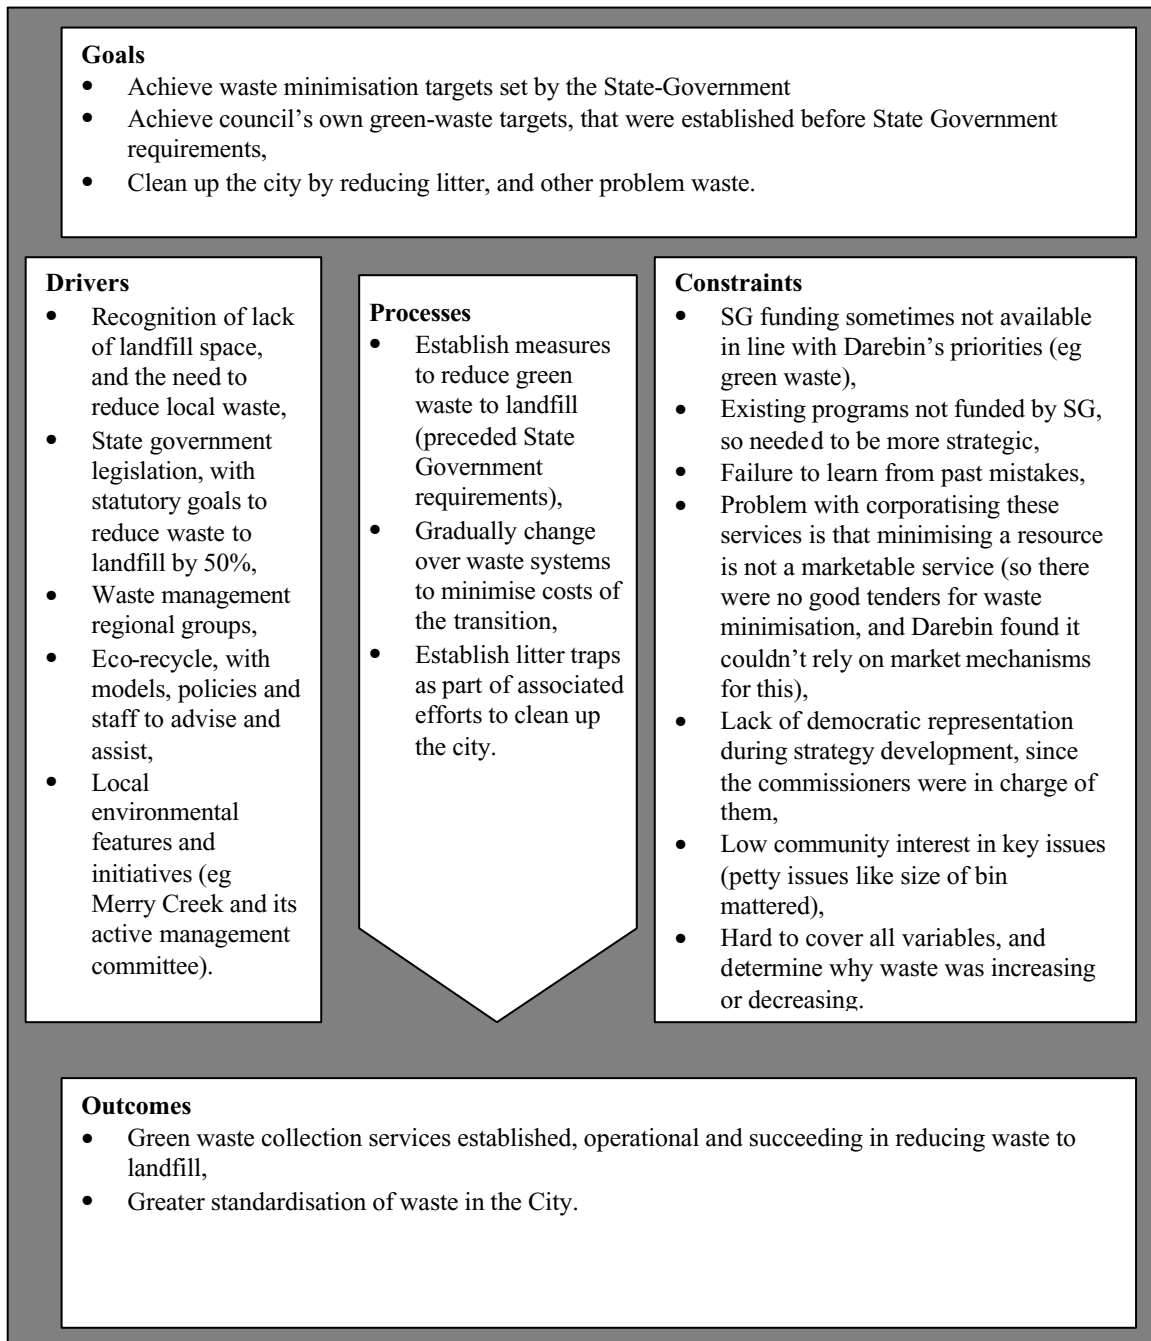 Goals
• Achieve waste minimisation targets set by the State-Government
• Achieve council’s own green-waste targets, that were established before State Government
requirements,
• Clean up the city by reducing litter, and other problem waste.
Drivers
• Recognition of lack
of landfill space,
and the need to
reduce local waste,
• State government
legislation, with
statutory goals to
reduce waste to
landfill by 50%,
• Waste management
regional groups,
• Eco-recycle, with
models, policies and
staff to advise and
assist,
• Local
environmental
features and
initiatives (eg
Merry Creek and its
active management
committee).
Processes
• Establish measures
to reduce green
waste to landfill
(preceded State
Government
requirements),
• Gradually change
over waste systems
to minimise costs of
the transition,
• Establish litter traps
as part of associated
efforts to clean up
the city.
Constraints
• SG funding sometimes not available
in line with Darebin’s priorities (eg
green waste),
• Existing programs not funded by SG,
so needed to be more strategic,
• Failure to learn from past mistakes,
• Problem with corporatising these
services is that minimising a resource
is not a marketable service (so there
were no good tenders for waste
minimisation, and Darebin found it
couldn’t rely on market mechanisms
for this),
• Lack of democratic representation
during strategy development, since
the commissioners were in charge of
them,
• Low community interest in key issues
(petty issues like size of bin
mattered),
• Hard to cover all variables, and
determine why waste was increasing
or decreasing.
Outcomes
• Green waste collection services established, operational and succeeding in reducing waste to
landfill,
• Greater standardisation of waste in the City.